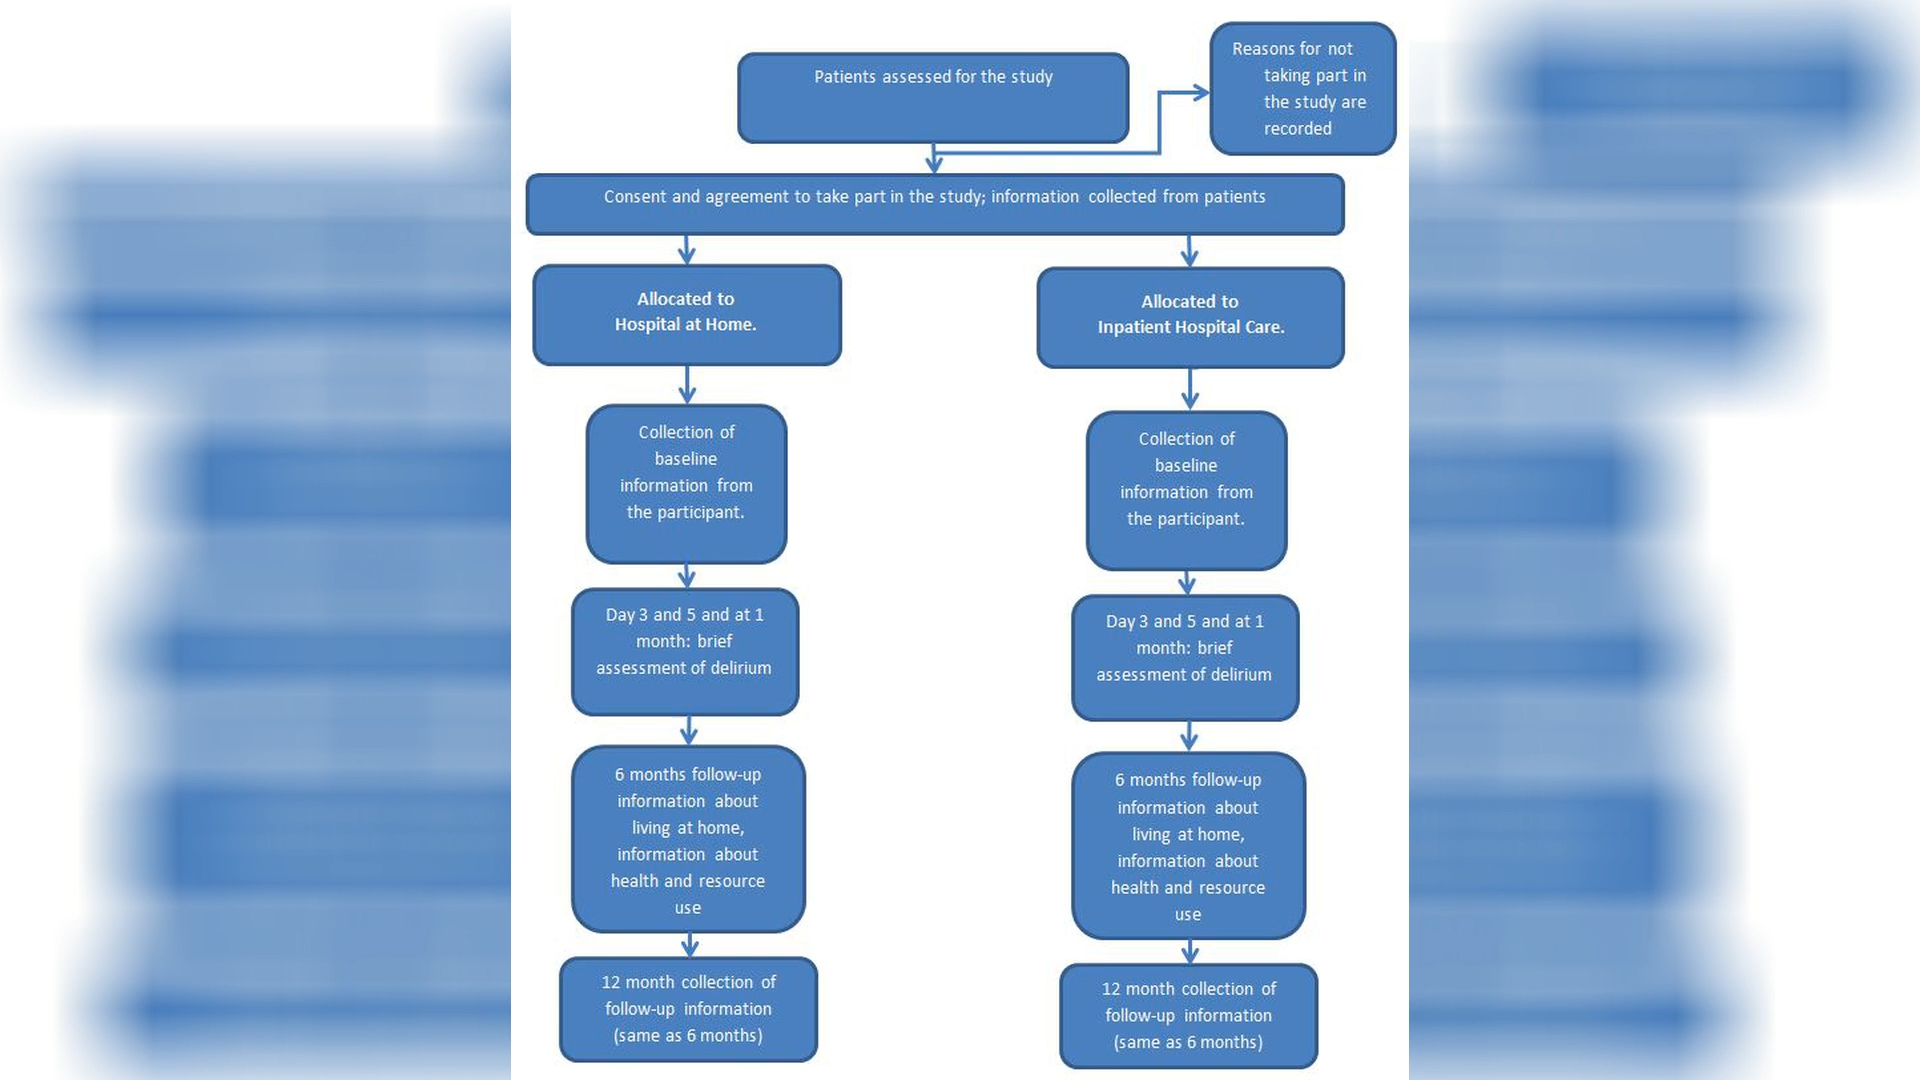 Patients assessed for the study
Reasons for not
taking part in
the study are
recorded
Consent and agreement to take part in the study; information collected from patients
Allocated to
Hospital at Home.
Collection of
baseline
information from
the participant.
Day 3 and 5 and at 1
month: brief
assessment of delirium
6 months follow-up
information about
living at home,
information about
health and resource
use
12 month collection of
follow-up information
(same as 6 months)
Allocated to
Inpatient Hospital Care.
Collection of
baseline
information from
the participant.
Day 3 and 5 and at 1
month: brief
assessment of delirium
6 months follow-up
information about
living at home,
information about
health and resource
use
12 month collection of
follow-up information
(same as 6 months)